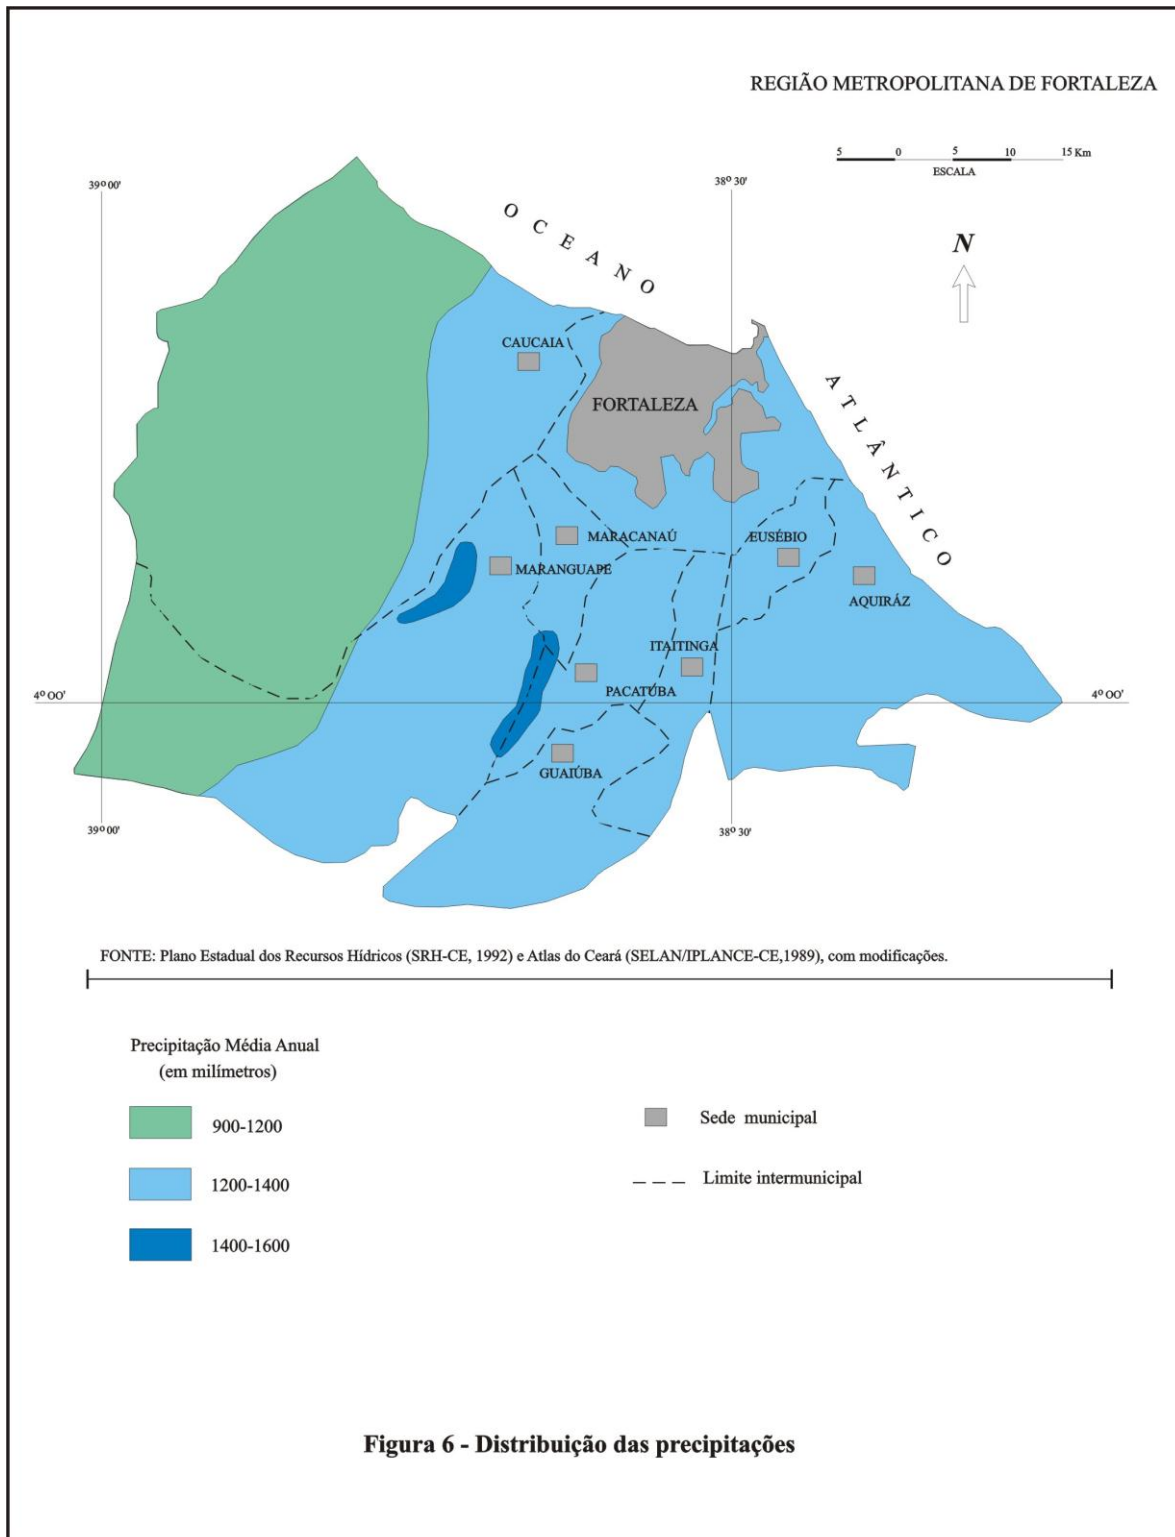 REGIÃO METROPOLITANA DE FORTALEZA
5 0 5 10 15 Km
ESCALA
39º 00'
38º 30'
OCEANO
N
CAUCAIA
FORTALEZA
ATLÂNTICO
MARACANAÚ
EUSÉBIO
MARANGUAPE
AQUIRÁZ
ITAITINGA
PACATUBA
4º 00'
4º 00'
GUAIÚBA
39º 00'
38º 30'
FONTE: Plano Estadual dos Recursos Hídricos (SRH-CE, 1992) e Atlas do Ceará (SELAN/IPLANCE-CE,1989), com modificações.
Precipitação Média Anual
(em milímetros)
900-1200
Sede municipal
1200-1400
Limite intermunicipal
1400-1600
Figura 6 - Distribuição das precipitações